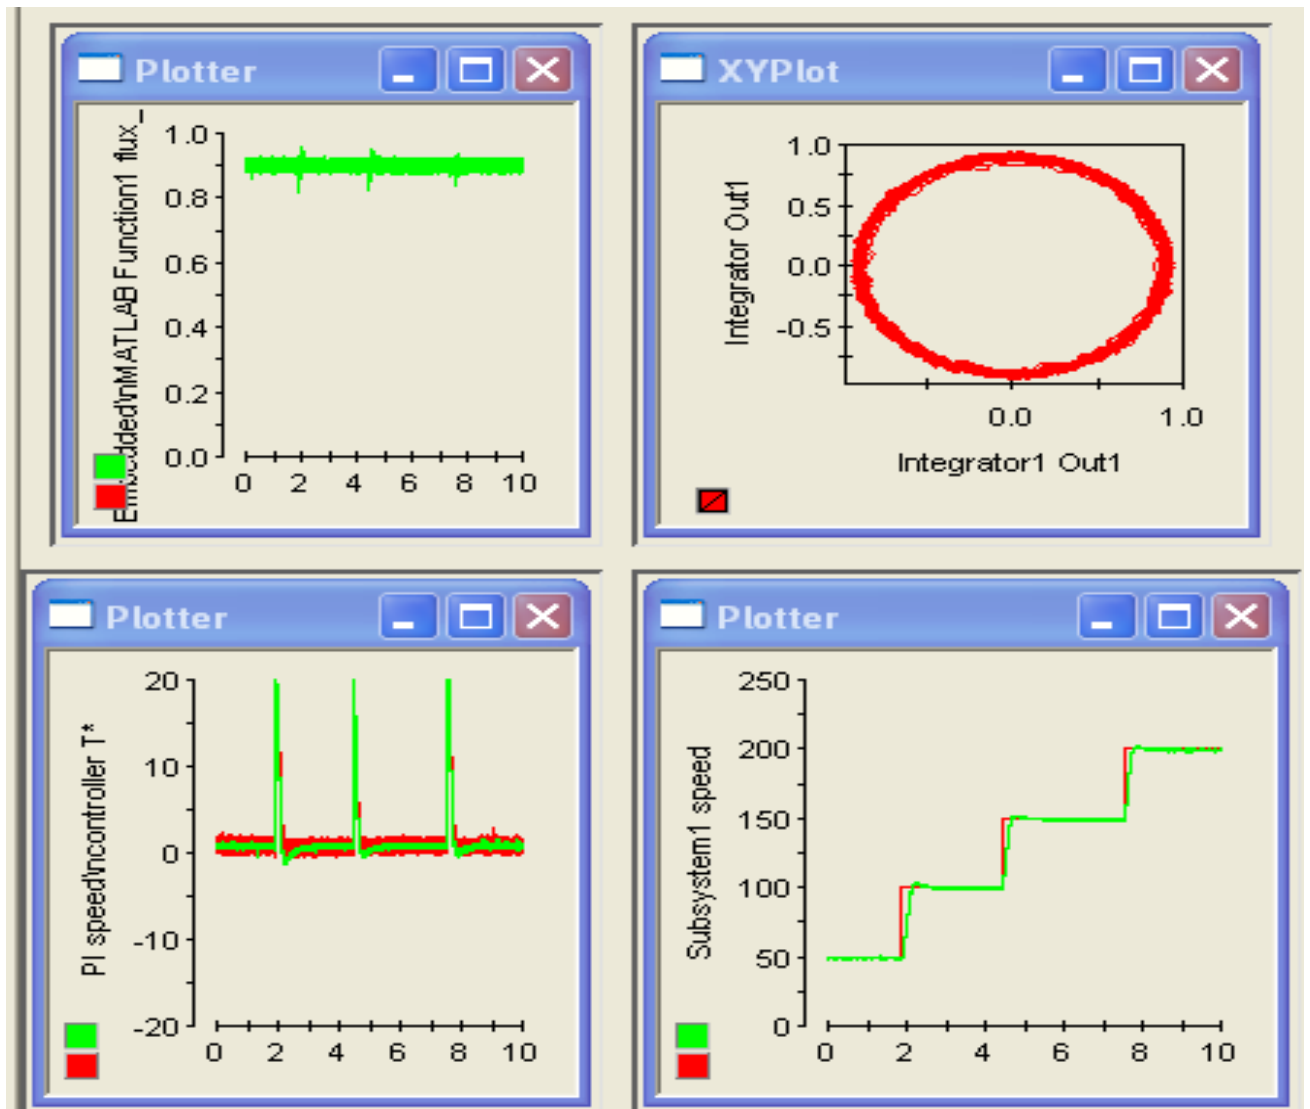 Plotter
Embedded\nMATLAB Function1 flux_
1.0
0.8
0.6
0.4
0.2
0.0
0 2 4 6 8 10
XYPlot
Integrator Out1
1.0
0.5
0.0
-0.5
0.0 1.0
Integrator1 Out1
Plotter
PI speed\ncontroller T*
20
10
0
-10
-20
0 2 4 6 8 10
Plotter
Subsystem1 speed
250
200
150
100
50
0
0 2 4 6 8 10